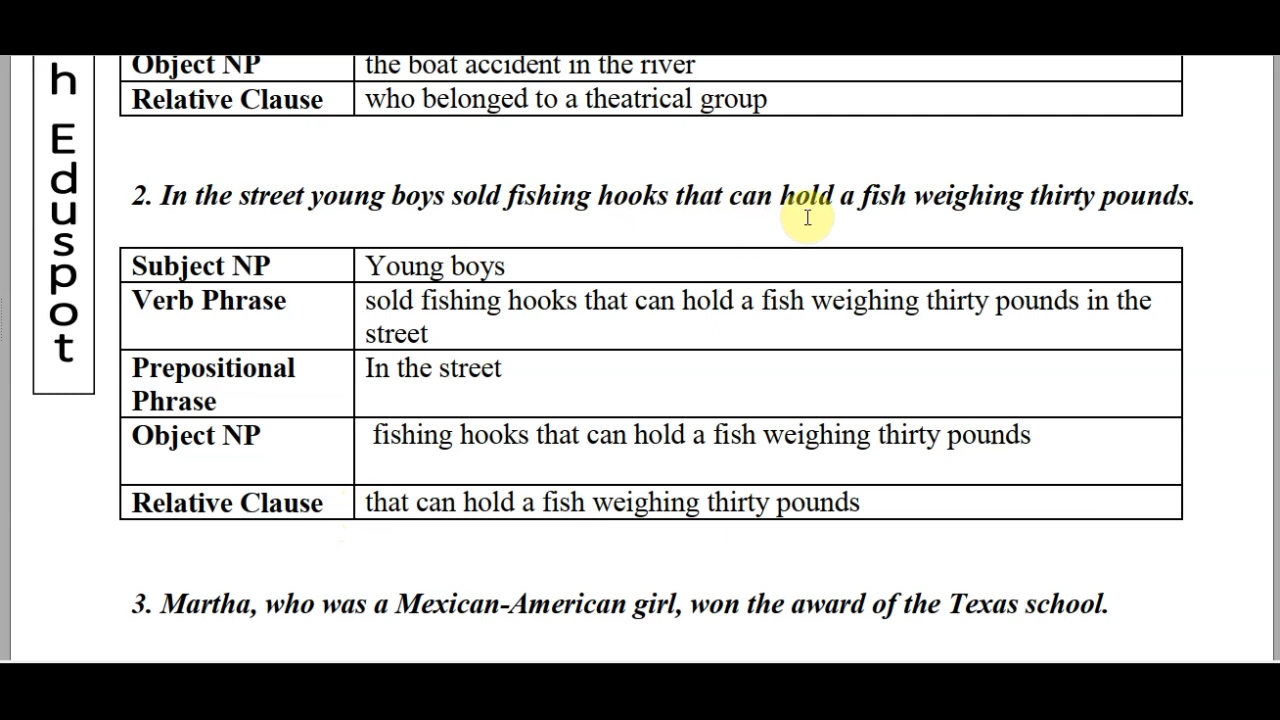 h Eduspot
Object NP the boat accident in the river
Relative Clause who belonged to a theatrical group
2. In the street young boys sold fishing hooks that can hold a fish weighing thirty pounds.
Subject NP Young boys
Verb Phrase sold fishing hooks that can hold a fish weighing thirty pounds in the
street
Prepositional In the street
Phrase
Object NP fishing hooks that can hold a fish weighing thirty pounds
Relative Clause that can hold a fish weighing thirty pounds
3. Martha, who was a Mexican-American girl, won the award of the Texas school.